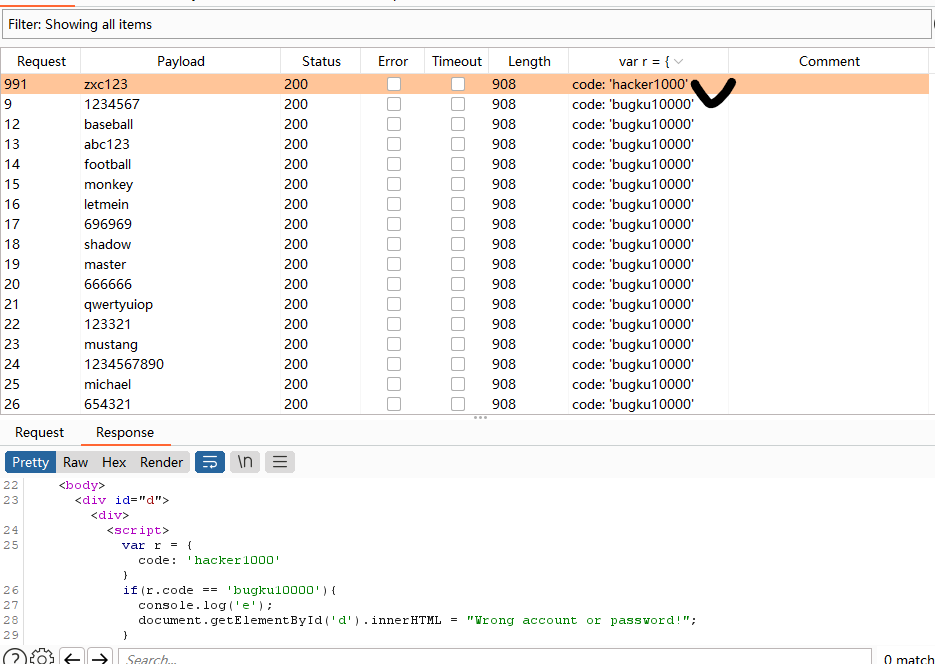 Filter: Showing all items
Request Payload Status Error Timeout Length var r = { Comment
991 zxc123 200 908 code: 'hacker1000'
9 1234567 200 908 code: 'bugku10000'
12 baseball 200 908 code: 'bugku10000'
13 abc123 200 908 code: 'bugku10000'
14 football 200 908 code: 'bugku10000'
15 monkey 200 908 code: 'bugku10000'
16 letmein 200 908 code: 'bugku10000'
17 696969 200 908 code: 'bugku10000'
18 shadow 200 908 code: 'bugku10000'
19 master 200 908 code: 'bugku10000'
20 666666 200 908 code: 'bugku10000'
21 qwertyuiop 200 908 code: 'bugku10000'
22 123321 200 908 code: 'bugku10000'
23 mustang 200 908 code: 'bugku10000'
24 1234567890 200 908 code: 'bugku10000'
25 michael 200 908 code: 'bugku10000'
26 654321 200 908 code: 'bugku10000'
Request Response
Pretty Raw Hex Render \n
22 <body>
23 <div id="d">
<div>
24 <script>
25 var r = {
code: 'hacker1000'
}
26 if(r.code == 'bugku10000'){
27 console.log('e');
28 document.getElementById('d').innerHTML = "Wrong account or password!";
29 }
? Search... 0 match